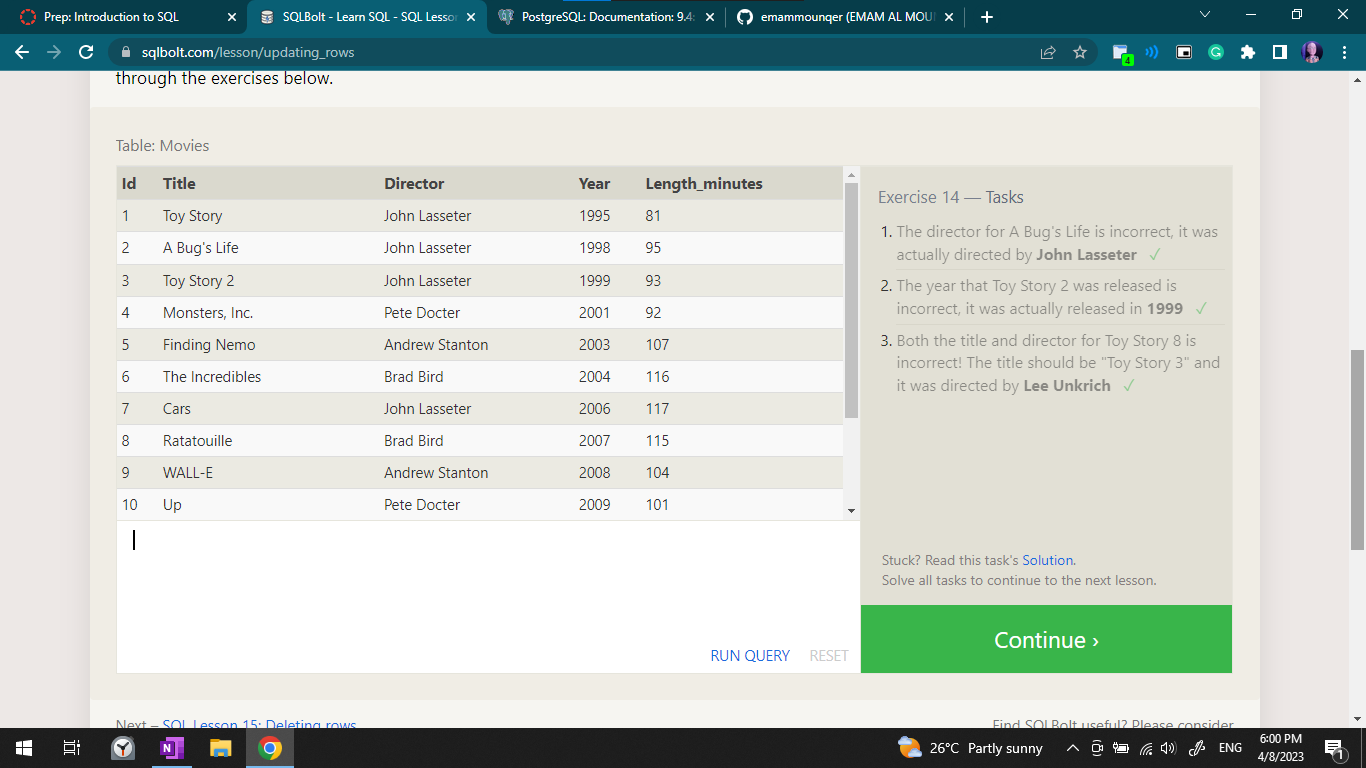 Prep: Introduction to SQL
SQLBolt - Learn SQL - SQL Lesson
PostgreSQL: Documentation: 9.4:
emammounqer (EMAM AL MOU
sqlbolt.com/lesson/updating_rows
4
through the exercises below.
Table: Movies
Id Title Director Year Length_minutes
1 Toy Story John Lasseter 1995 81
2 A Bug's Life John Lasseter 1998 95
3 Toy Story 2 John Lasseter 1999 93
4 Monsters, Inc. Pete Docter 2001 92
5 Finding Nemo Andrew Stanton 2003 107
6 The Incredibles Brad Bird 2004 116
7 Cars John Lasseter 2006 117
8 Ratatouille Brad Bird 2007 115
9 WALL-E Andrew Stanton 2008 104
10 Up Pete Docter 2009 101
RUN QUERY RESET
Exercise 14 — Tasks
1. The director for A Bug's Life is incorrect, it was
actually directed by John Lasseter ✓
2. The year that Toy Story 2 was released is
incorrect, it was actually released in 1999 ✓
3. Both the title and director for Toy Story 8 is
incorrect! The title should be "Toy Story 3" and
it was directed by Lee Unkrich ✓
Stuck? Read this task's Solution.
Solve all tasks to continue to the next lesson.
Continue ›
Next – SQL Lesson 15: Deleting rows
Find SQLBolt useful? Please consider
26°C Partly sunny
ENG
6:00 PM
4/8/2023
1